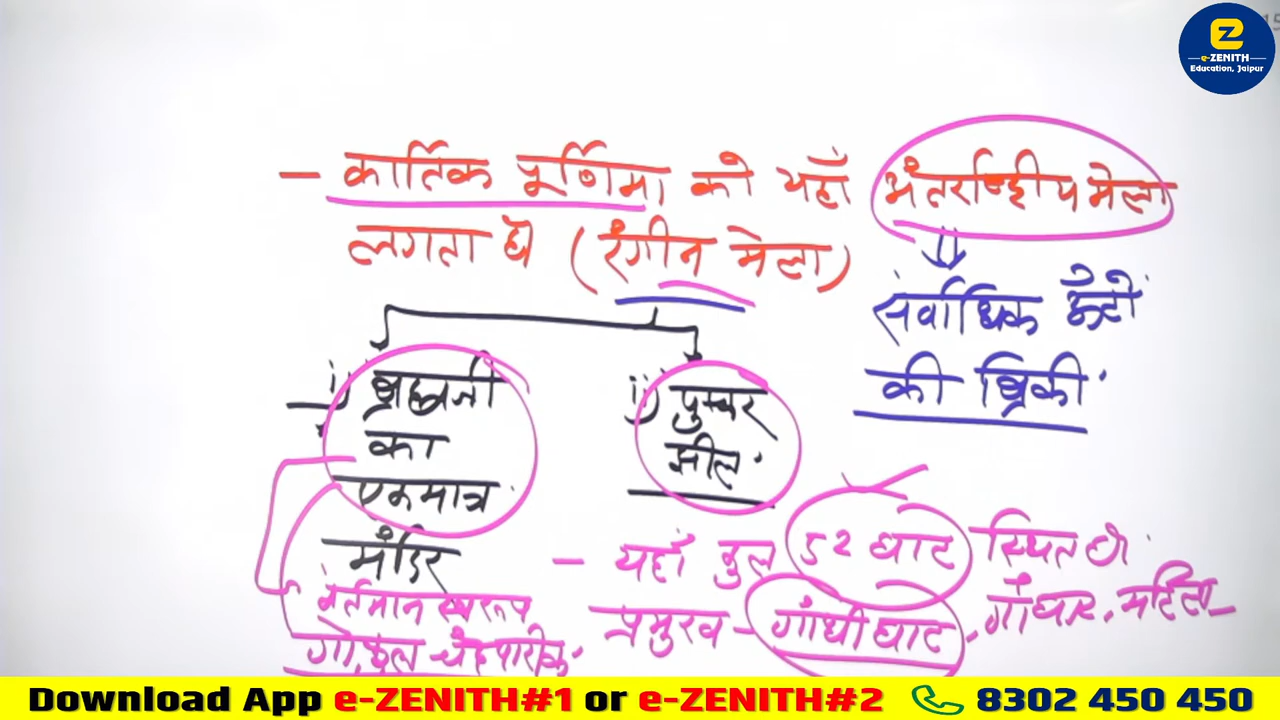 e-ZENITH
Education, Jaipur
- कार्तिक पूर्णिमा को यहाँ अंतर्राष्ट्रीय मेला
लगता है (रंगीन मेला)
सर्वाधिक ऊँटों
की बिक्री
i) ब्रह्माजी
का
एकमात्र
मंदिर
वर्तमान स्वरूप
गोकुल चंद पारीक
ii) पुष्कर
झील
- यहाँ कुल 52 घाट स्थित है
प्रमुख - गांधी घाट, महिला
Download App e-ZENITH#1 or e-ZENITH#2 8302 450 450